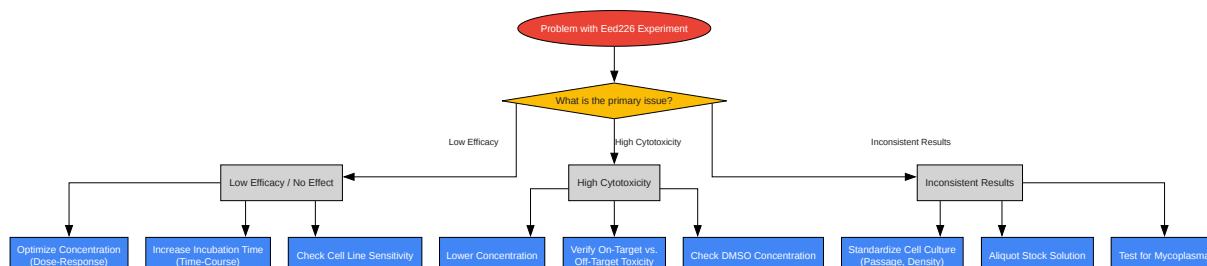 Problem with Eed226 Experiment
What is the primary issue?
Low Efficacy
High Cytotoxicity
Inconsistent Results
Low Efficacy / No Effect
High Cytotoxicity
Inconsistent Results
Optimize Concentration
(Dose-Response)
Increase Incubation Time
(Time-Course)
Check Cell Line Sensitivity
Lower Concentration
Verify On-Target vs.
Off-Target Toxicity
Check DMSO Concentration
Standardize Cell Culture
(Passage, Density)
Aliquot Stock Solution
Test for Mycoplasma